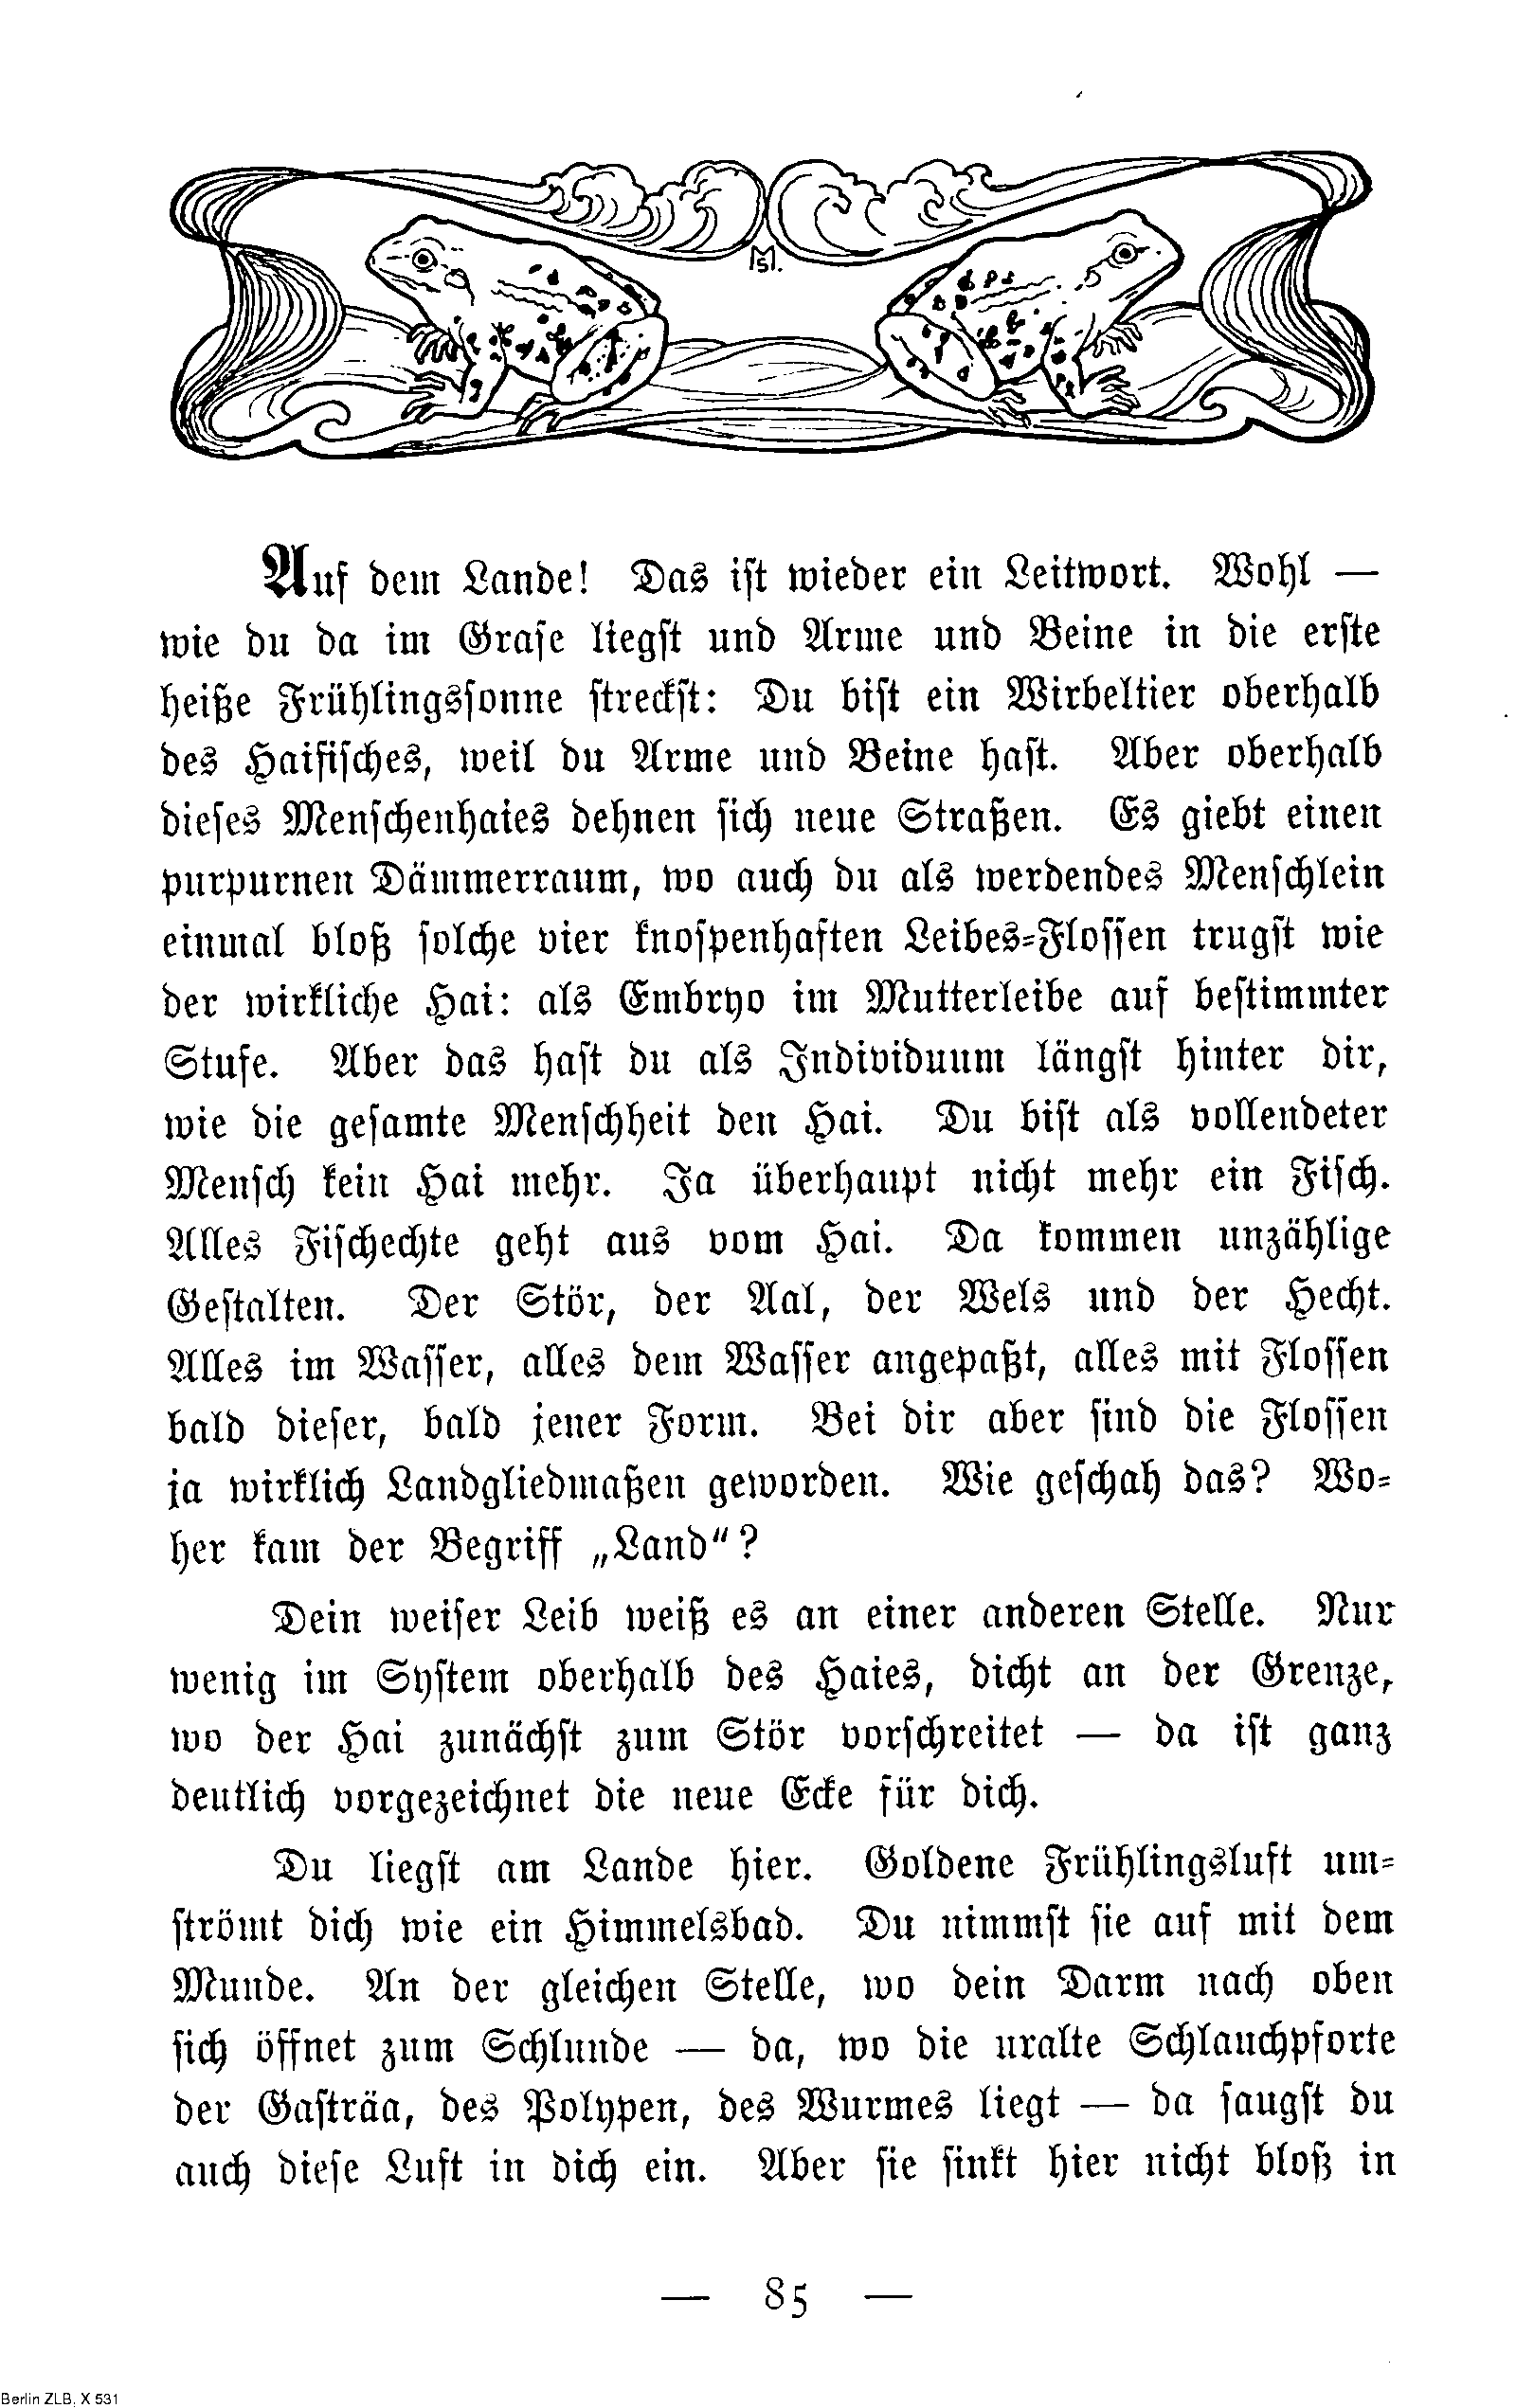 MSt.
Auf dem Lande! Das iſt wieder ein Leitwort. Wohl —
wie du da im Graſe liegſt und Arme und Beine in die erſte
heiße Frühlingsſonne ſtreckſt: Du biſt ein Wirbeltier oberhalb
des Haifiſches, weil du Arme und Beine haſt. Aber oberhalb
dieſes Menſchenhaies dehnen ſich neue Straßen. Es giebt einen
purpurnen Dämmerraum, wo auch du als werdendes Menſchlein
einmal bloß ſolche vier knoſpenhaften Leibes-Floſſen trugſt wie
der wirkliche Hai: als Embryo im Mutterleibe auf beſtimmter
Stufe. Aber das haſt du als Individuum längſt hinter dir,
wie die geſamte Menſchheit den Hai. Du biſt als vollendeter
Menſch kein Hai mehr. Ja überhaupt nicht mehr ein Fiſch.
Alles Fiſchechte geht aus vom Hai. Da kommen unzählige
Geſtalten. Der Stör, der Aal, der Wels und der Hecht.
Alles im Waſſer, alles dem Waſſer angepaßt, alles mit Floſſen
bald dieſer, bald jener Form. Bei dir aber ſind die Floſſen
ja wirklich Landgliedmaßen geworden. Wie geſchah das? Wo-
her kam der Begriff „Land“?
Dein weiſer Leib weiß es an einer anderen Stelle. Nur
wenig im Syſtem oberhalb des Haies, dicht an der Grenze,
wo der Hai zunächſt zum Stör vorſchreitet — da iſt ganz
deutlich vorgezeichnet die neue Ecke für dich.
Du liegſt am Lande hier. Goldene Frühlingsluft um-
ſtrömt dich wie ein Himmelsbad. Du nimmſt ſie auf mit dem
Munde. An der gleichen Stelle, wo dein Darm nach oben
ſich öffnet zum Schlunde — da, wo die uralte Schlauchpforte
der Gaſträa, des Polypen, des Wurmes liegt — da ſaugſt du
auch dieſe Luft in dich ein. Aber ſie ſinkt hier nicht bloß in
— 85 —
Berlin ZLB, X 531